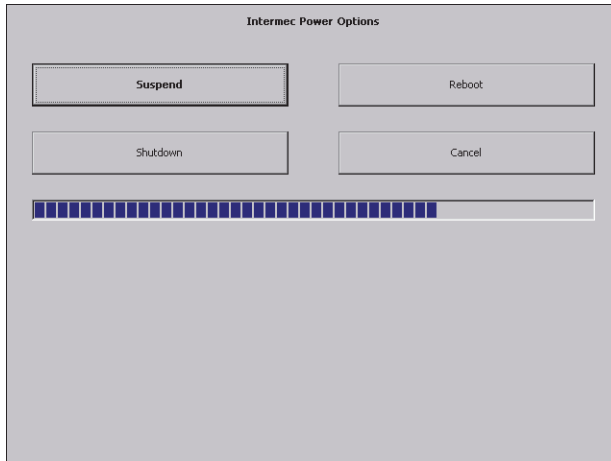 Intermec Power Options
Suspend
Reboot
Shutdown
Cancel